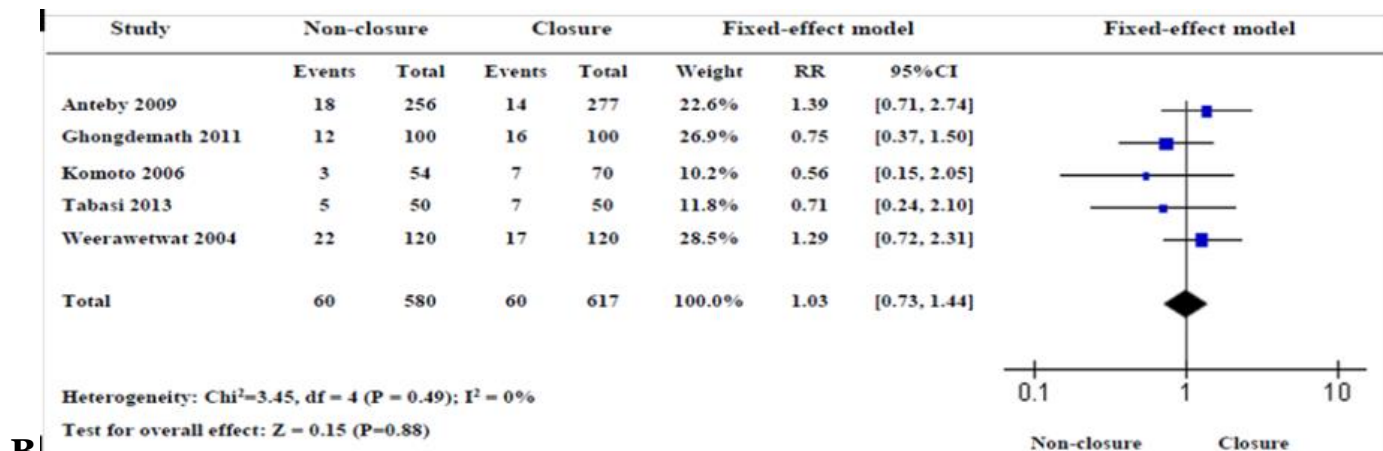 Study Non-closure Closure Fixed-effect model Fixed-effect model
Events Total Events Total Weight RR 95%CI
Anteby 2009 18 256 14 277 22.6% 1.39 [0.71, 2.74]
Ghongdemath 2011 12 100 16 100 26.9% 0.75 [0.37, 1.50]
Komoto 2006 3 54 7 70 10.2% 0.56 [0.15, 2.05]
Tabasi 2013 5 50 7 50 11.8% 0.71 [0.24, 2.10]
Weerawetwat 2004 22 120 17 120 28.5% 1.29 [0.72, 2.31]
Total 60 580 60 617 100.0% 1.03 [0.73, 1.44]
Heterogeneity: Chi²=3.45, df = 4 (P = 0.49); I² = 0%
0.1 1 10
Test for overall effect: Z = 0.15 (P=0.88)
Non-closure Closure
B